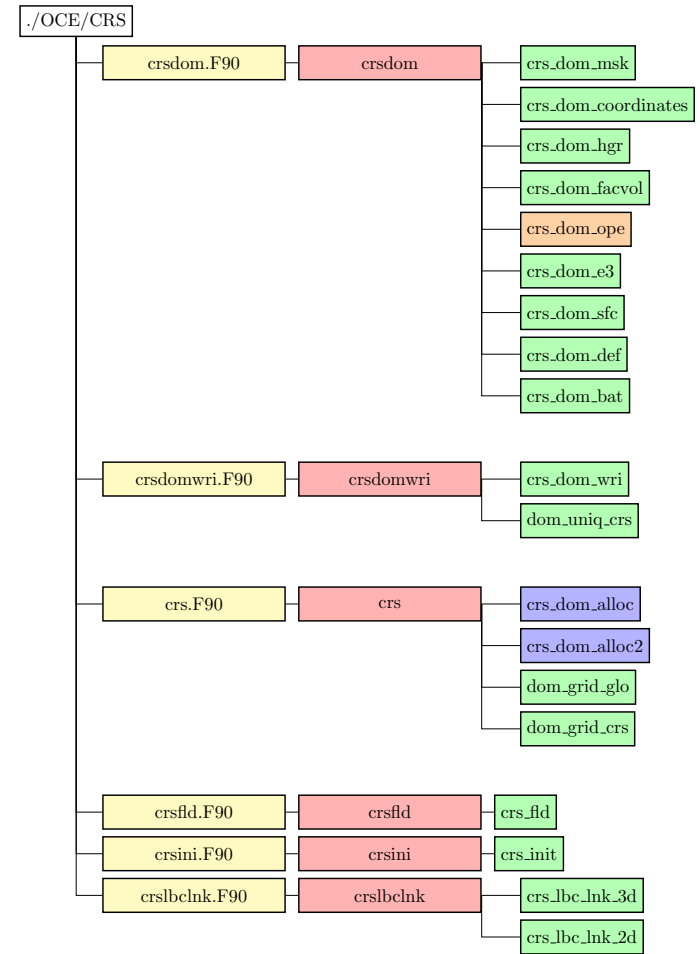 ./OCE/CRS
crsdom.F90 crsdom crs_dom_msk
crs_dom_coordinates
crs_dom_hgr
crs_dom_facvol
crs_dom_ope
crs_dom_e3
crs_dom_sfc
crs_dom_def
crs_dom_bat
crsdomwri.F90 crsdomwri crs_dom_wri
dom_uniq_crs
crs.F90 crs crs_dom_alloc
crs_dom_alloc2
dom_grid_glo
dom_grid_crs
crsfld.F90 crsfld crs_fld
crsini.F90 crsini crs_init
crslbclnk.F90 crslbclnk crs_lbc_lnk_3d
crs_lbc_lnk_2d